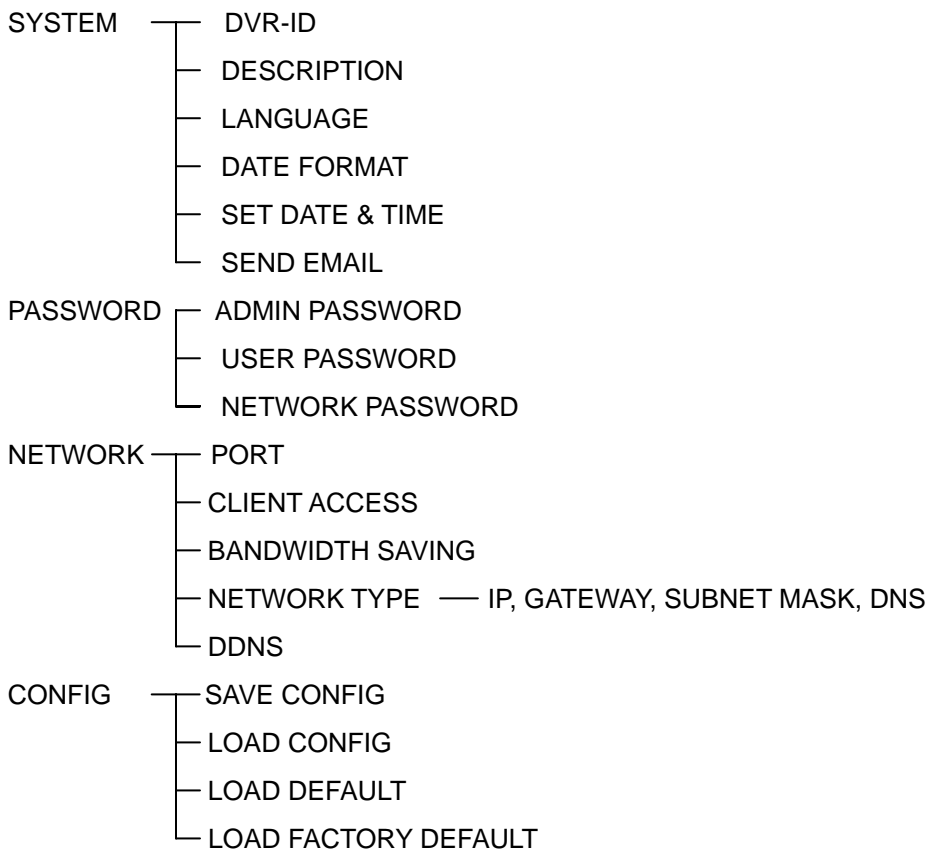 SYSTEM DVR-ID
DESCRIPTION
LANGUAGE
DATE FORMAT
SET DATE & TIME
SEND EMAIL
PASSWORD ADMIN PASSWORD
USER PASSWORD
NETWORK PASSWORD
NETWORK PORT
CLIENT ACCESS
BANDWIDTH SAVING
NETWORK TYPE IP, GATEWAY, SUBNET MASK, DNS
DDNS
CONFIG SAVE CONFIG
LOAD CONFIG
LOAD DEFAULT
LOAD FACTORY DEFAULT